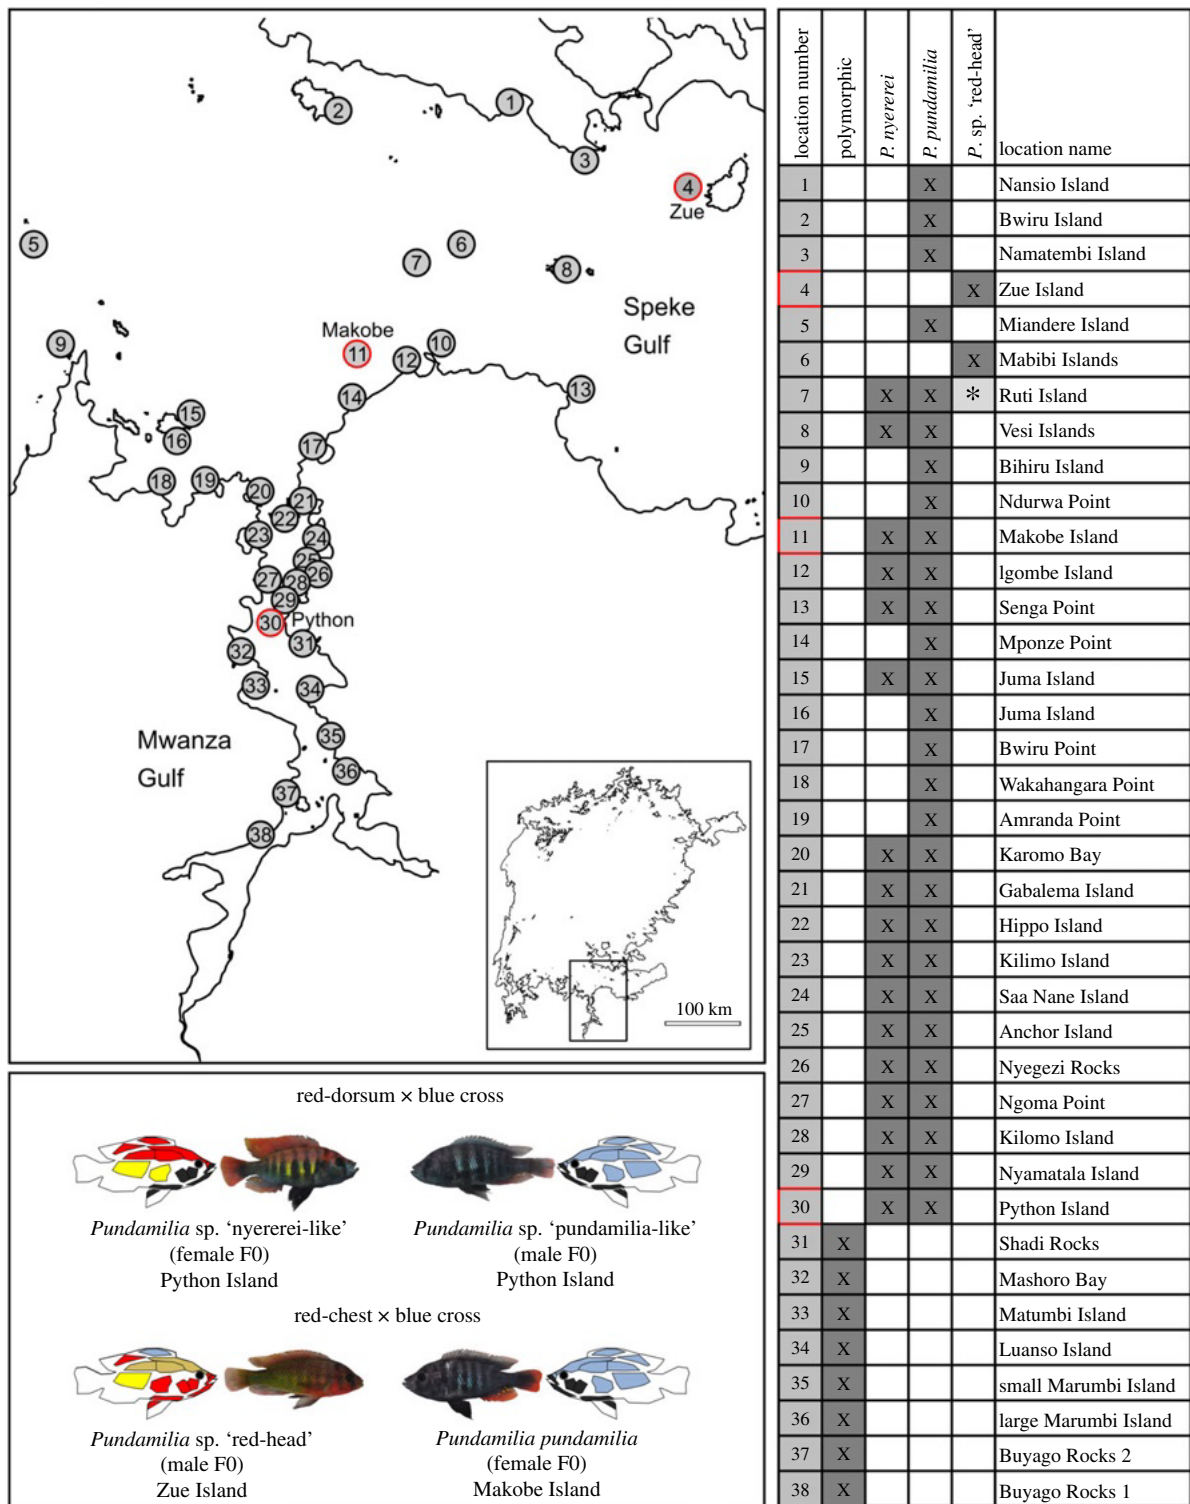 1
2
3
4
Zue
5
6
7
8
Speke
Gulf
Makobe
9
10
11
12
13
14
15
16
17
18
19
20
21
22
23
24
25
26
27
28
29
30
Python
31
32
33
34
35
36
37
38
Mwanza
Gulf
100 km
red-dorsum × blue cross
Pundamilia sp. ‘nyererei-like’
(female F0)
Python Island
Pundamilia sp. ‘pundamilia-like’
(male F0)
Python Island
red-chest × blue cross
Pundamilia sp. ‘red-head’
(male F0)
Zue Island
Pundamilia pundamilia
(female F0)
Makobe Island
location number polymorphic P. nyererei P. pundamilia P. sp. ‘red-head’ location name
1 X Nansio Island
2 X Bwiru Island
3 X Namatembi Island
4 X Zue Island
5 X Miandere Island
6 X Mabibi Islands
7 X X * Ruti Island
8 X X Vesi Islands
9 X Bihiru Island
10 X Ndurwa Point
11 X X Makobe Island
12 X X lgombe Island
13 X X Senga Point
14 X Mponze Point
15 X X Juma Island
16 X Juma Island
17 X Bwiru Point
18 X Wakahangara Point
19 X Amranda Point
20 X X Karomo Bay
21 X X Gabalema Island
22 X X Hippo Island
23 X X Kilimo Island
24 X X Saa Nane Island
25 X X Anchor Island
26 X X Nyegezi Rocks
27 X X Ngoma Point
28 X X Kilomo Island
29 X X Nyamatala Island
30 X X Python Island
31 X Shadi Rocks
32 X Mashoro Bay
33 X Matumbi Island
34 X Luanso Island
35 X small Marumbi Island
36 X large Marumbi Island
37 X Buyago Rocks 2
38 X Buyago Rocks 1